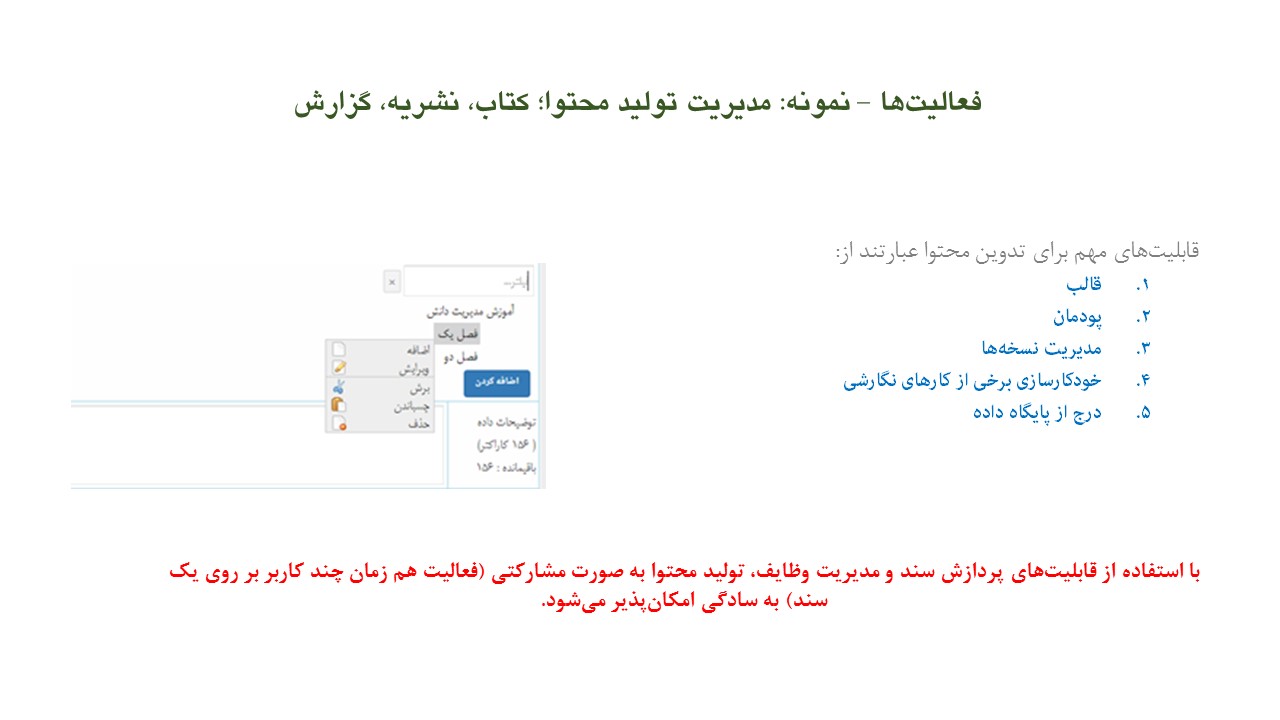 فعالیت‌ها – نمونه: مدیریت تولید محتوا؛ کتاب، نشریه، گزارش
قابلیت‌های مهم برای تدوین محتوا عبارتند از:
۱. قالب
۲. پودمان
۳. مدیریت نسخه‌ها
۴. خودکارسازی برخی از کارهای نگارشی
۵. درج از پایگاه داده
فیلتر...
آموزش مدیریت دانش
فصل یک
فصل دو
اضافه کردن
اضافه
ویرایش
برش
چسباندن
حذف
توضیحات داده
( ۱۵۶ کاراکتر)
باقیمانده : ۱۵۶
با استفاده از قابلیت‌های پردازش سند و مدیریت وظایف، تولید محتوا به صورت مشارکتی (فعالیت هم زمان چند کاربر بر روی یک
سند) به سادگی امکان‌پذیر می‌شود.